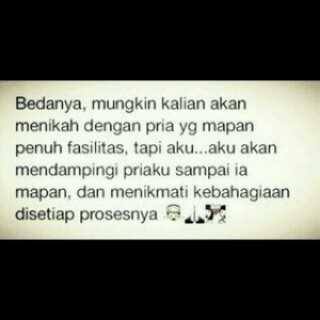 Bedanya, mungkin kalian akan
menikah dengan pria yg mapan
penuh fasilitas, tapi aku...aku akan
mendampingi priaku sampai ia
mapan, dan menikmati kebahagiaan
disetiap prosesnya